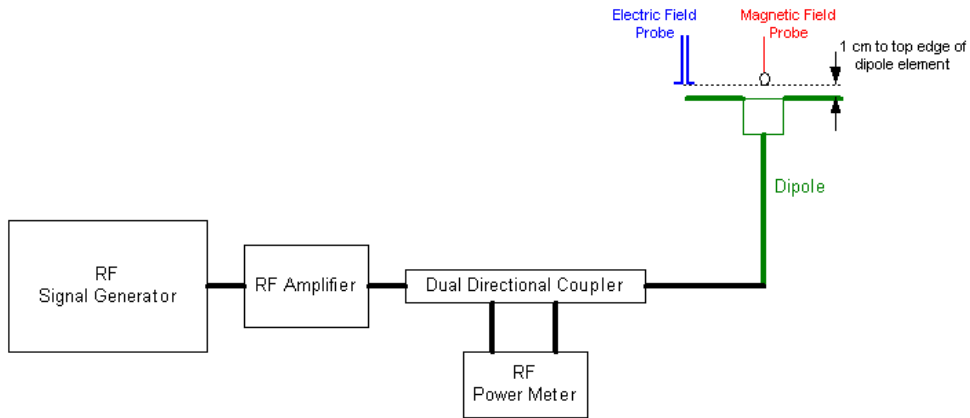 Electric Field
Probe
Magnetic Field
Probe
1 cm to top edge of
dipole element
Dipole
RF
Signal Generator
RF Amplifier
Dual Directional Coupler
RF
Power Meter